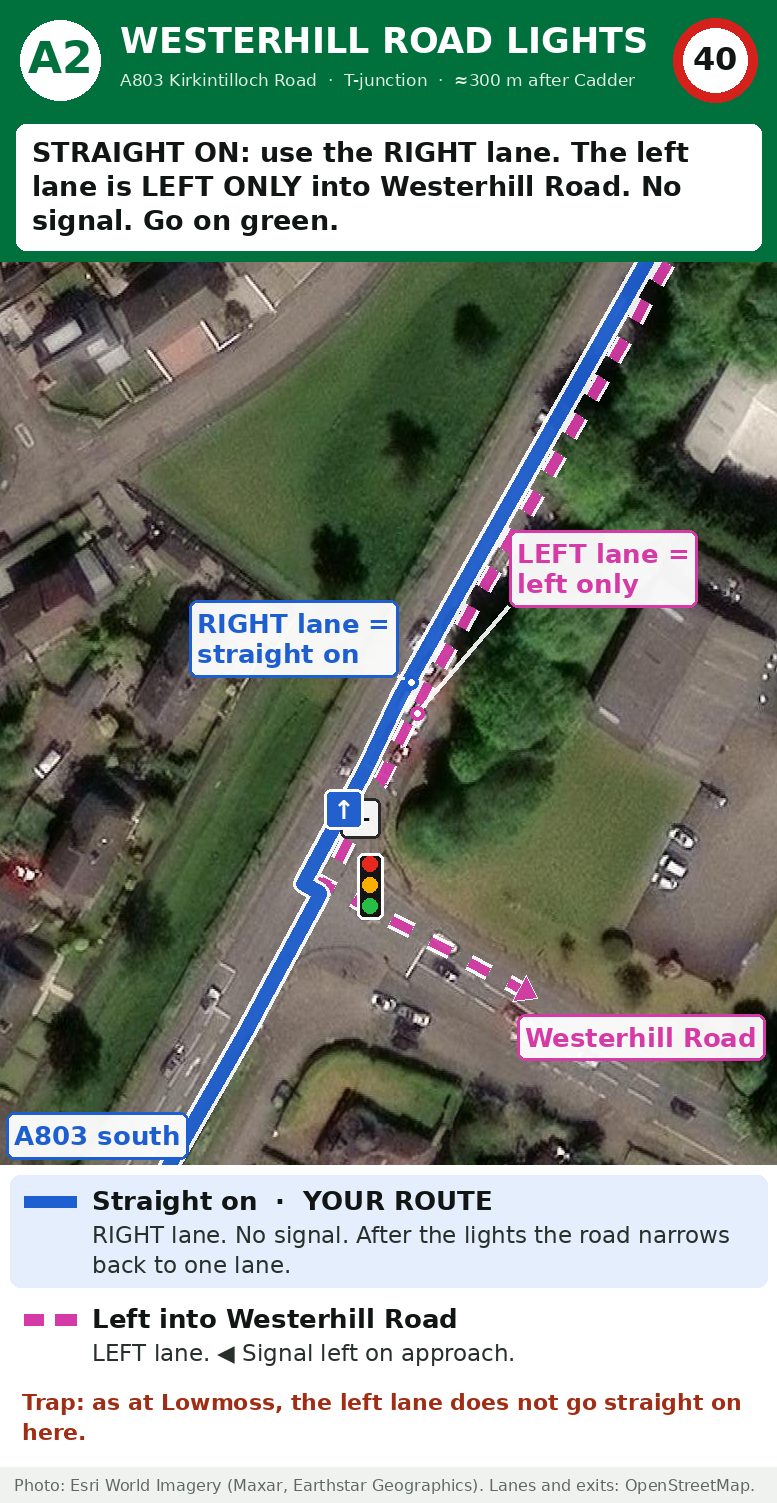 A2
WESTERHILL ROAD LIGHTS
A803 Kirkintilloch Road · T-junction · ≈300 m after Cadder
40
STRAIGHT ON: use the RIGHT lane. The left
lane is LEFT ONLY into Westerhill Road. No
signal. Go on green.
LEFT lane =
left only
RIGHT lane =
straight on
↑
Westerhill Road
A803 south
Straight on · YOUR ROUTE
RIGHT lane. No signal. After the lights the road narrows
back to one lane.
Left into Westerhill Road
LEFT lane. ◀ Signal left on approach.
Trap: as at Lowmoss, the left lane does not go straight on
here.
Photo: Esri World Imagery (Maxar, Earthstar Geographics). Lanes and exits: OpenStreetMap.